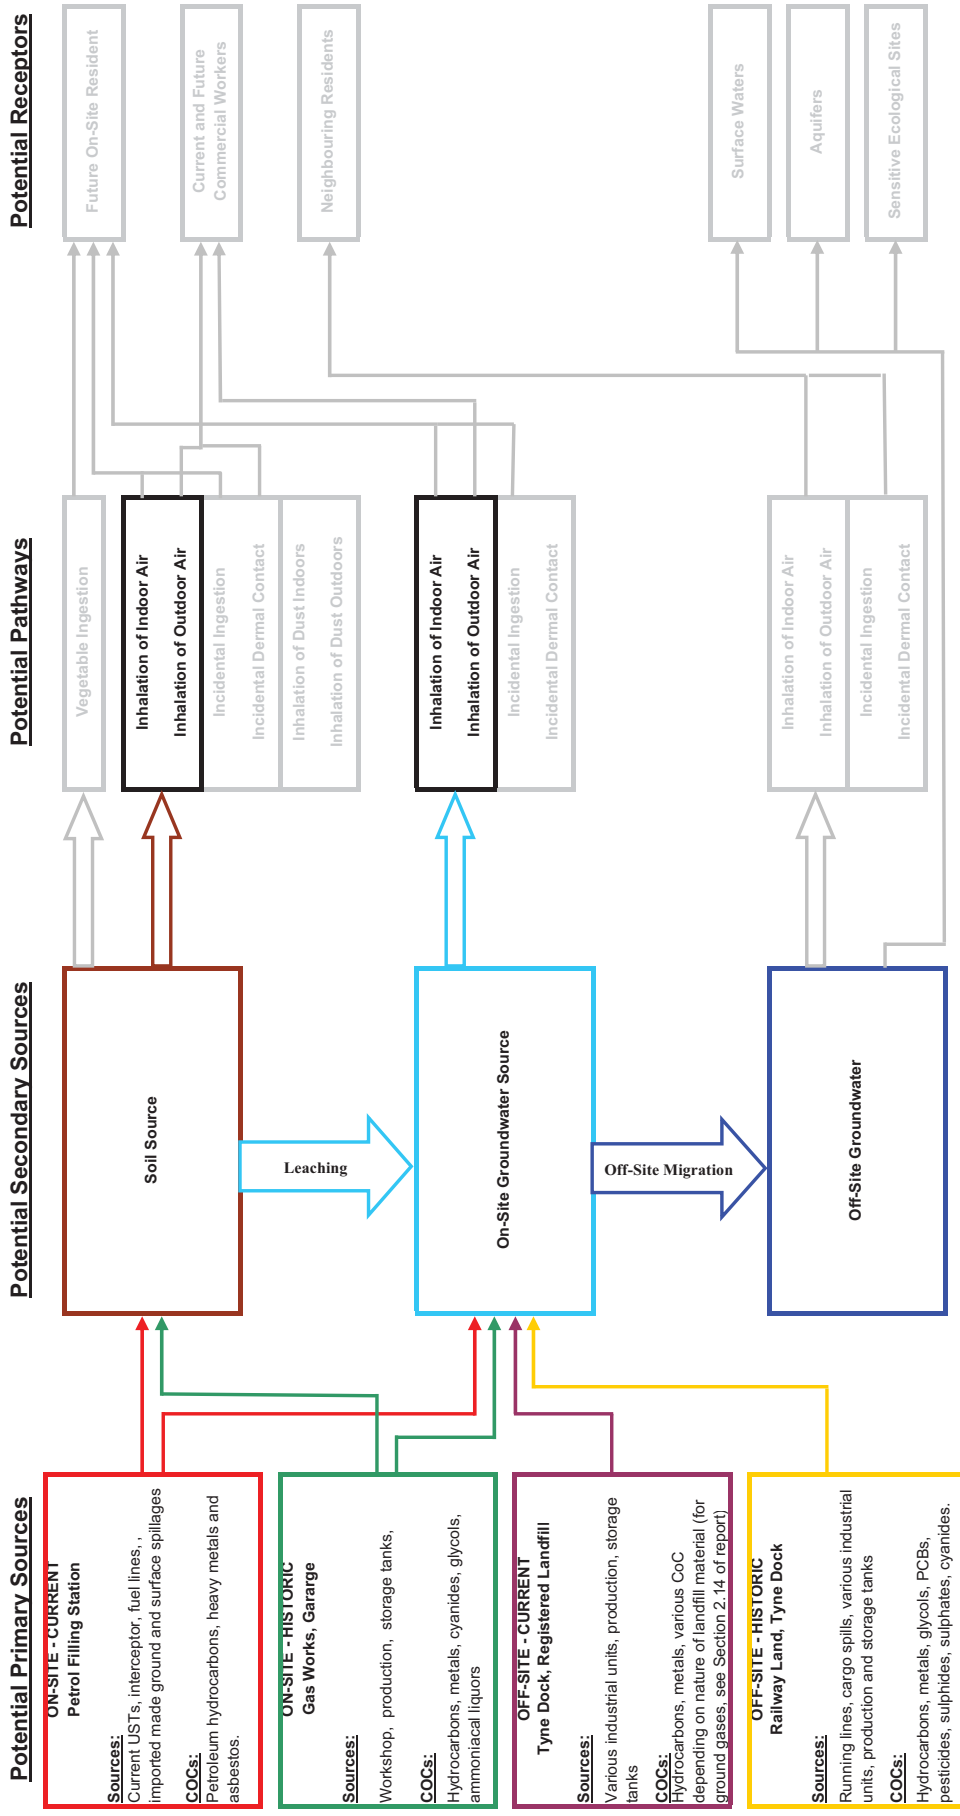 Potential Primary Sources
ON-SITE - CURRENT
Petrol Filling Station
Sources:
Current USTs, interceptor, fuel lines, ,
imported made ground and surface spillages
COCs:
Petroleum hydrocarbons, heavy metals and
asbestos.
ON-SITE - HISTORIC
Gas Works, Gararge
Sources:
Workshop, production, storage tanks,
COCs:
Hydrocarbons, metals, cyanides, glycols,
ammoniacal liquors
OFF-SITE - CURRENT
Tyne Dock, Registered Landfill
Sources:
Various industrial units, production, storage
tanks
COCs:
Hydrocarbons, metals, various CoC
depending on nature of landfill material (for
ground gases, see Section 2.14 of report)
OFF-SITE - HISTORIC
Railway Land, Tyne Dock
Sources:
Running lines, cargo spills, various industrial
units, production and storage tanks
COCs:
Hydrocarbons, metals, glycols, PCBs,
pesticides, sulphides, sulphates, cyanides.
Potential Secondary Sources
Soil Source
Leaching
On-Site Groundwater Source
Off-Site Migration
Off-Site Groundwater
Potential Pathways
Vegetable Ingestion
Inhalation of Indoor Air
Inhalation of Outdoor Air
Incidental Ingestion
Incidental Dermal Contact
Inhalation of Dust Indoors
Inhalation of Dust Outdoors
Inhalation of Indoor Air
Inhalation of Outdoor Air
Incidental Ingestion
Incidental Dermal Contact
Inhalation of Indoor Air
Inhalation of Outdoor Air
Incidental Ingestion
Incidental Dermal Contact
Potential Receptors
Future On-Site Resident
Current and Future
Commercial Workers
Neighbouring Residents
Surface Waters
Aquifers
Sensitive Ecological Sites